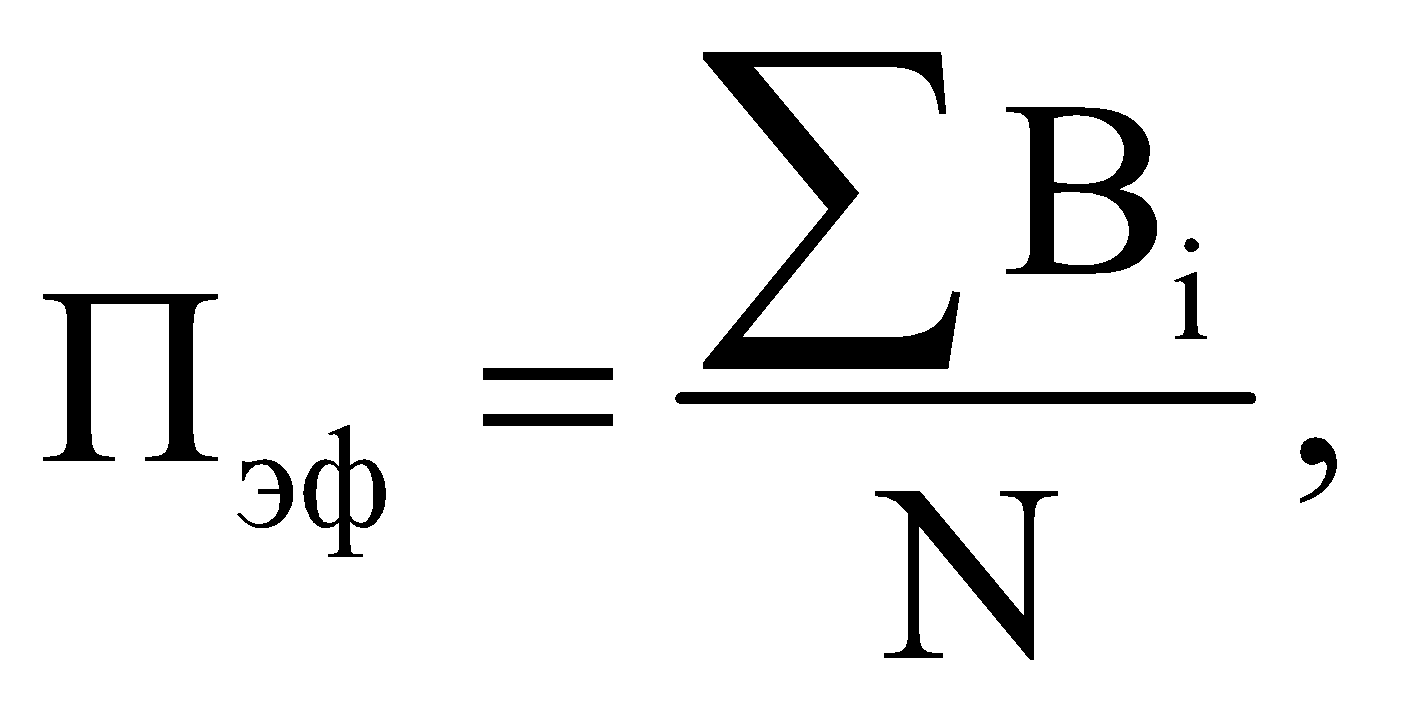 Пэф = ∑Bi / N,